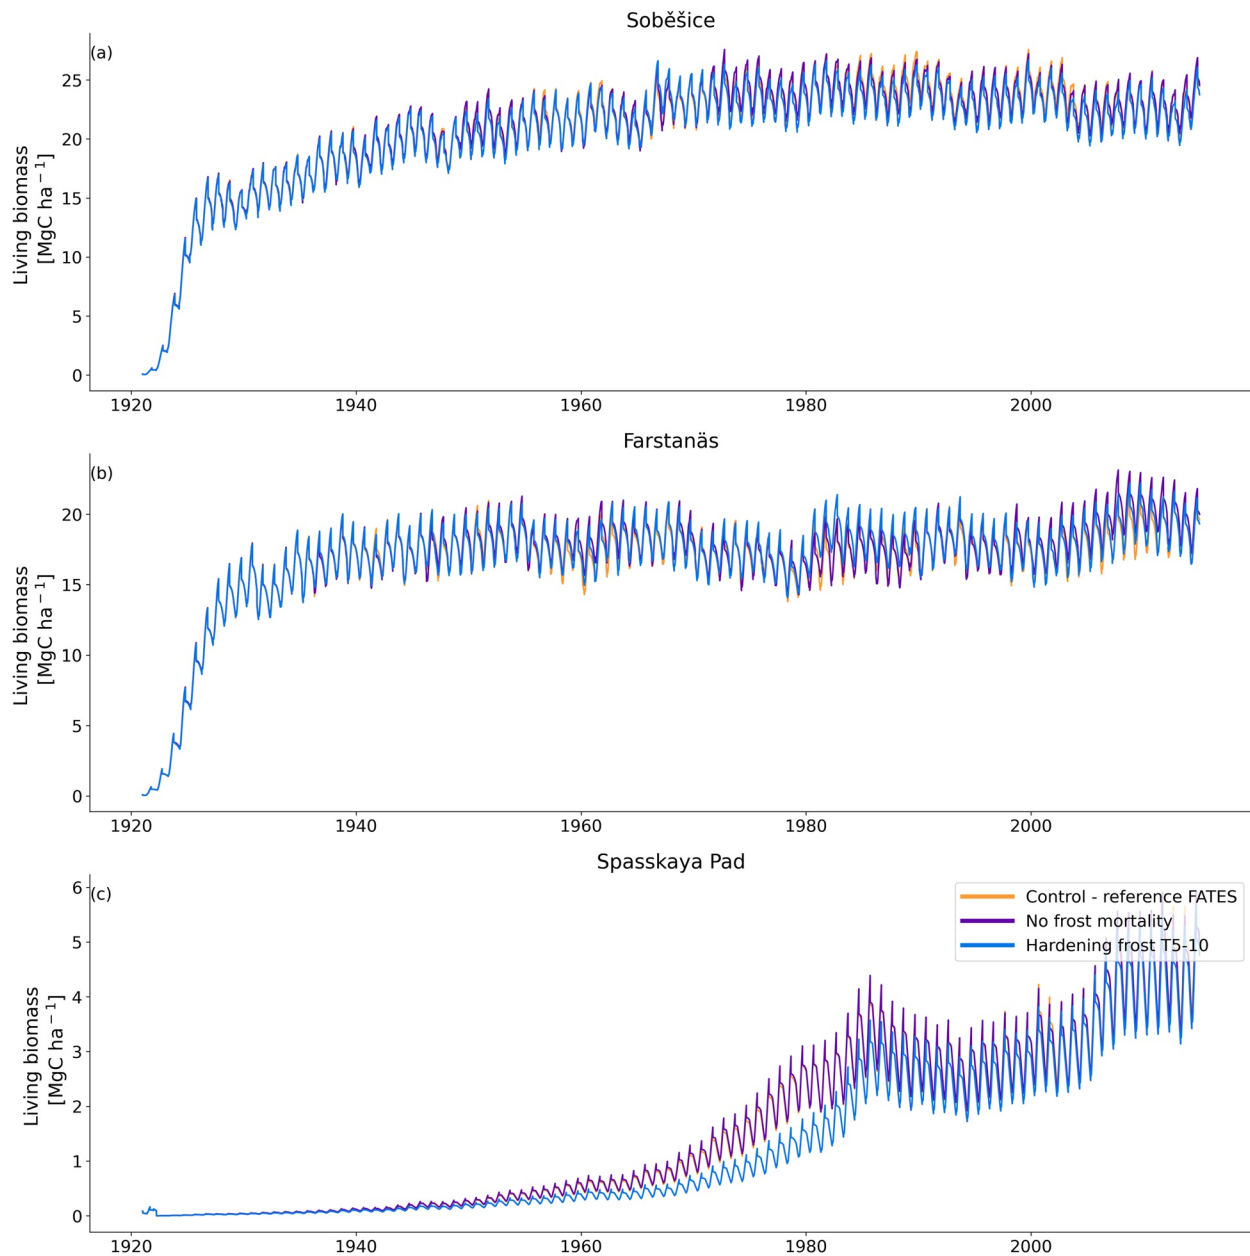 Soběšice
(a)
Living biomass
[MgC ha⁻¹]
25
20
15
10
5
0
1920 1940 1960 1980 2000
Farstanäs
(b)
Living biomass
[MgC ha⁻¹]
20
15
10
5
0
1920 1940 1960 1980 2000
Spasskaya Pad
(c)
Living biomass
[MgC ha⁻¹]
6
5
4
3
2
1
0
Control - reference FATES
No frost mortality
Hardening frost T5-10
1920 1940 1960 1980 2000